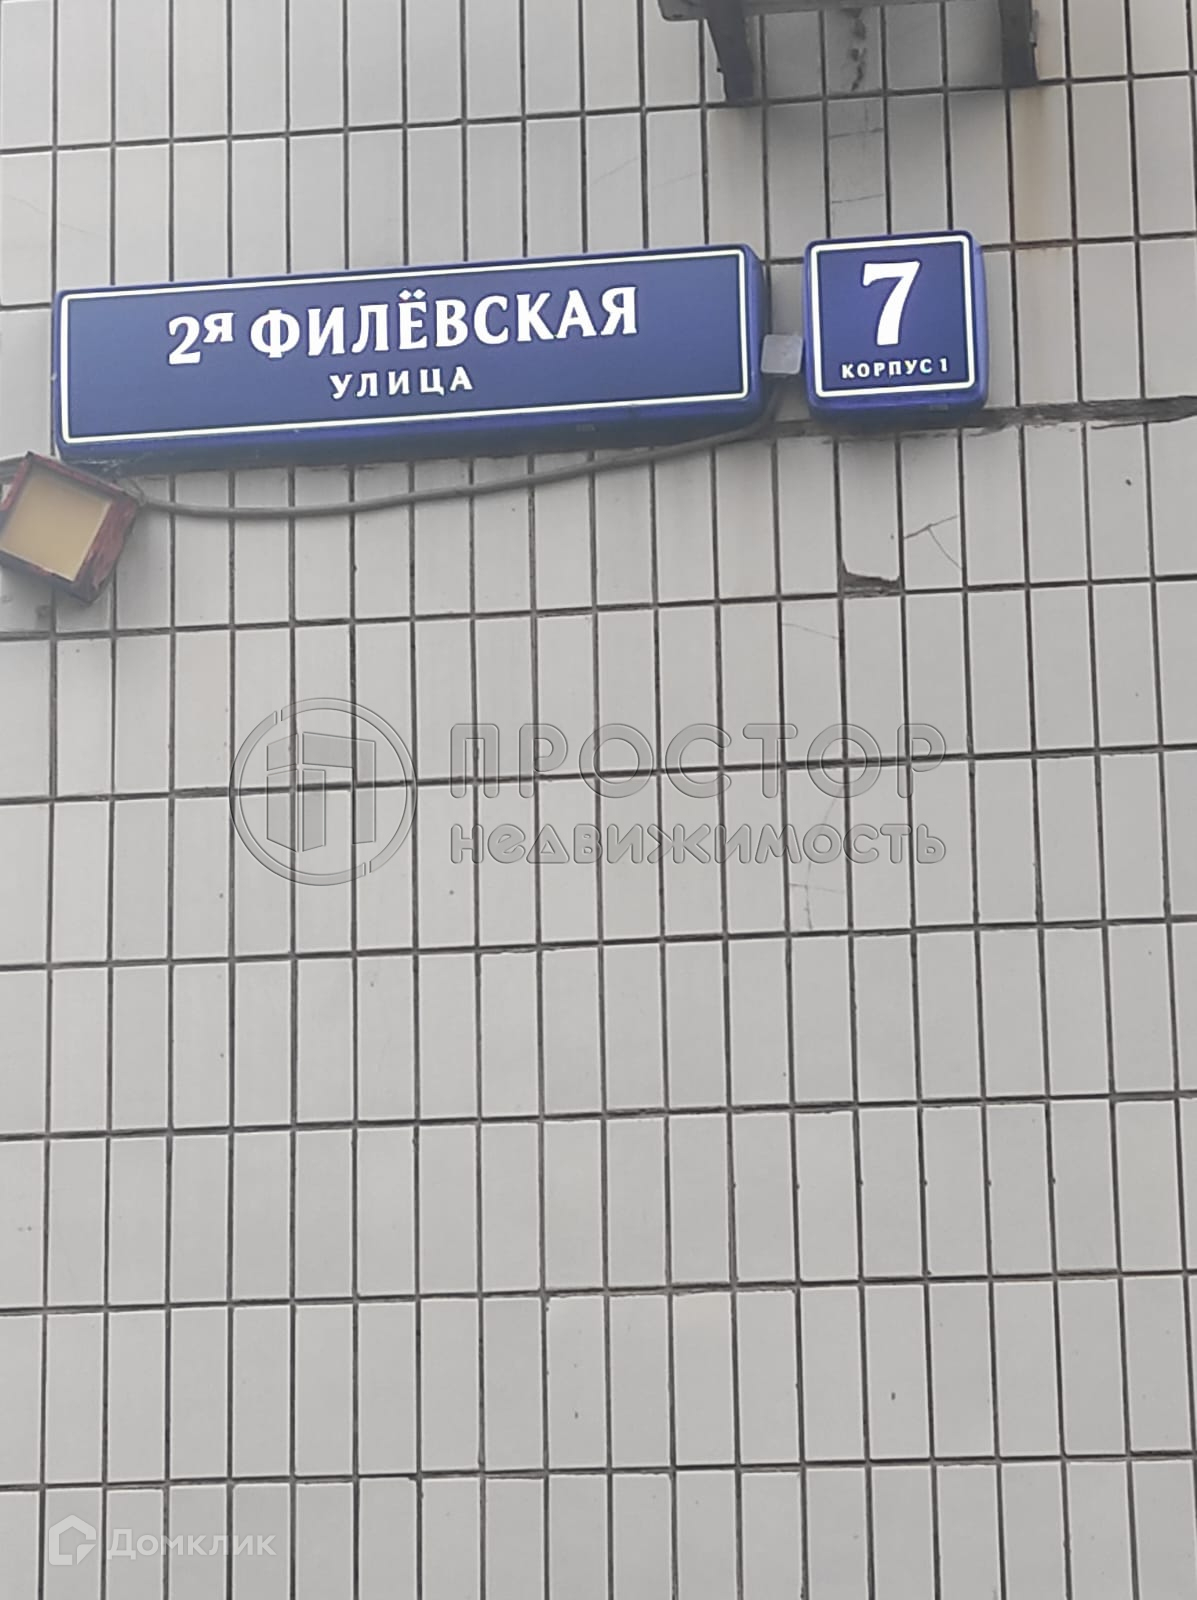 2я ФИЛЁВСКАЯ
УЛИЦА
7
КОРПУС 1
ПРОСТОР
НЕДВИЖИМОСТЬ
Домклик